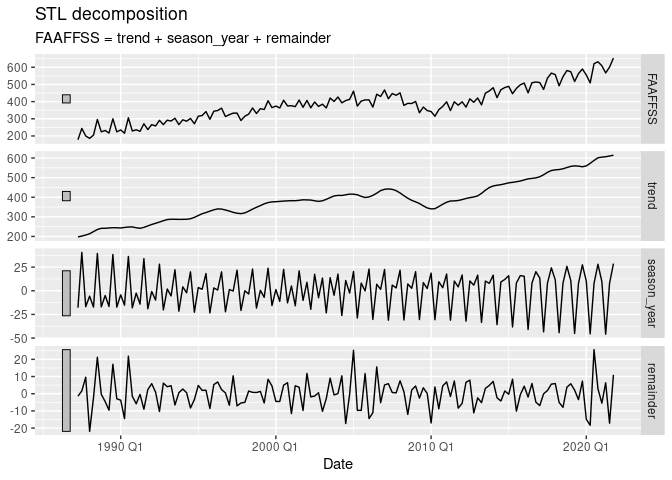 STL decomposition
FAAFFSS = trend + season_year + remainder
600
500
400
300
200
FAAFFSS
600
500
400
300
200
trend
25
0
-25
-50
season_year
20
10
0
-10
-20
remainder
1990 Q1 2000 Q1 2010 Q1 2020 Q1
Date